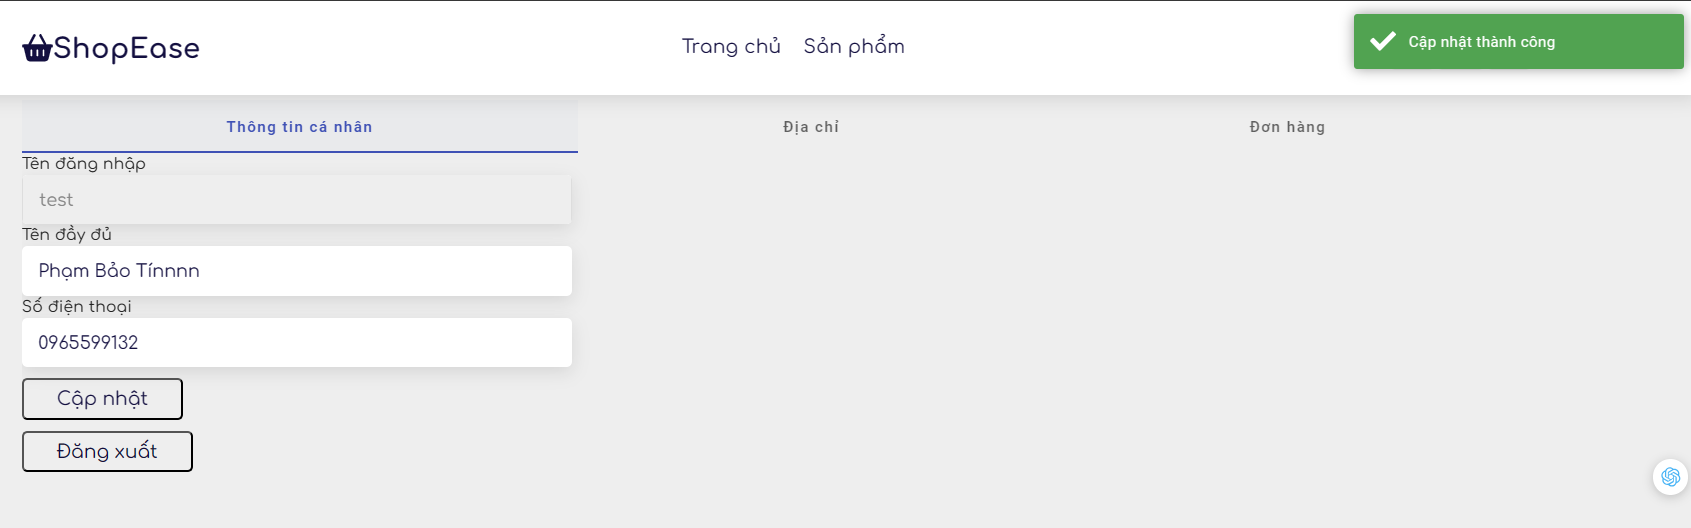 ShopEase
Trang chủ
Sản phẩm
Cập nhật thành công
Thông tin cá nhân
Địa chỉ
Đơn hàng
Tên đăng nhập
test
Tên đầy đủ
Phạm Bảo Tínnnn
Số điện thoại
0965599132
Cập nhật
Đăng xuất